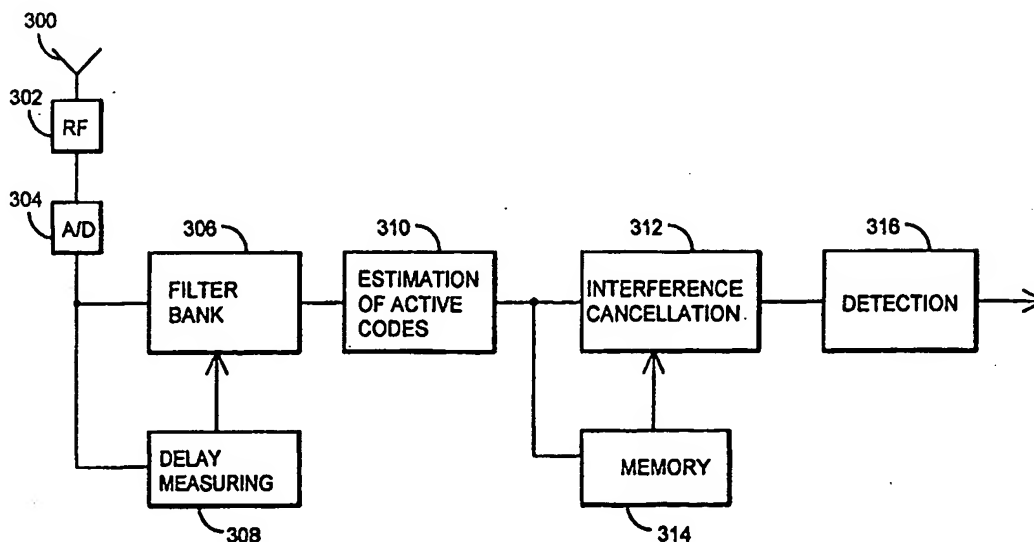 300
302
RF
304
A/D
306
310
312
316
FILTER
BANK
ESTIMATION
OF ACTIVE
CODES
INTERFERENCE
CANCELLATION
DETECTION
DELAY
MEASURING
MEMORY
308
314